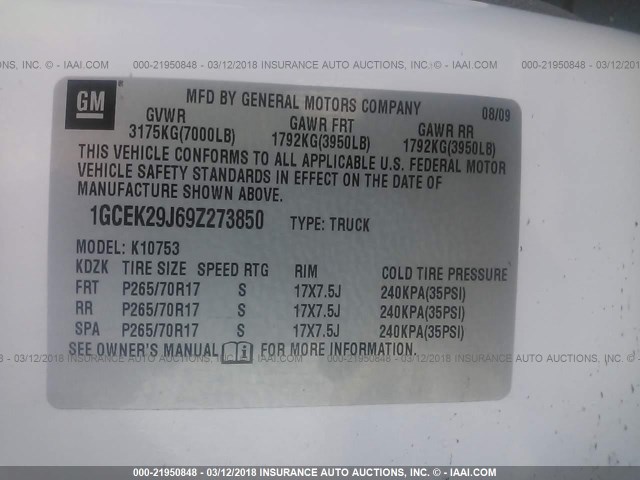 000-21950848 - 03/12/2018 INSURANCE AUTO AUCTIONS, INC. - © IAAI.COM
GM®
MFD BY GENERAL MOTORS COMPANY 08/09
GVWR GAWR FRT GAWR RR
3175KG(7000LB) 1792KG(3950LB) 1792KG(3950LB)
THIS VEHICLE CONFORMS TO ALL APPLICABLE U.S. FEDERAL MOTOR
VEHICLE SAFETY STANDARDS IN EFFECT ON THE DATE OF
MANUFACTURE SHOWN ABOVE.
1GCEK29J69Z273850 TYPE: TRUCK
MODEL: K10753
KDZK TIRE SIZE SPEED RTG RIM COLD TIRE PRESSURE
FRT P265/70R17 S 17X7.5J 240KPA(35PSI)
RR P265/70R17 S 17X7.5J 240KPA(35PSI)
SPA P265/70R17 S 17X7.5J 240KPA(35PSI)
SEE OWNER'S MANUAL FOR MORE INFORMATION.
000-21950848 - 03/12/2018 INSURANCE AUTO AUCTIONS, INC. - © IAAI.COM
000-21950848 - 03/12/2018 INSURANCE AUTO AUCTIONS, INC. - © IAAI.COM